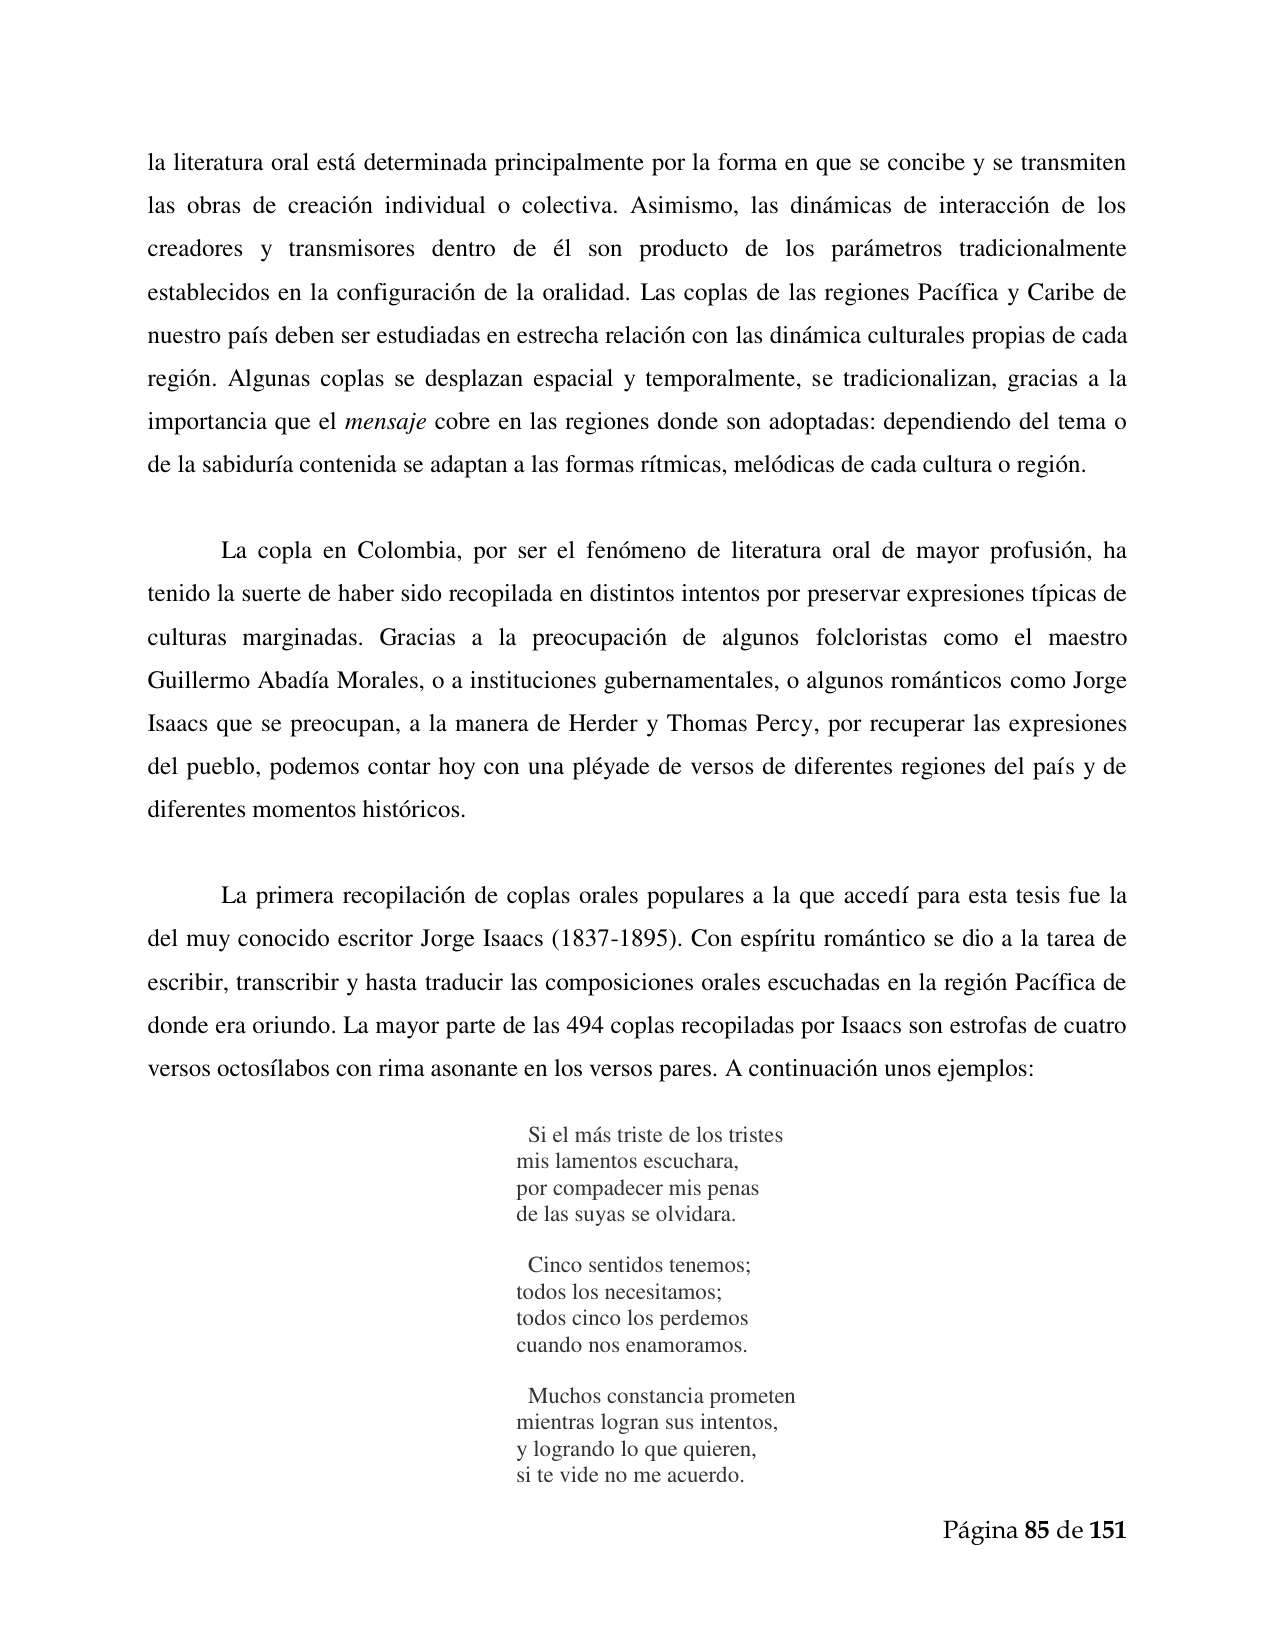 la literatura oral está determinada principalmente por la forma en que se concibe y se transmiten
las obras de creación individual o colectiva. Asimismo, las dinámicas de interacción de los
creadores y transmisores dentro de él son producto de los parámetros tradicionalmente
establecidos en la configuración de la oralidad. Las coplas de las regiones Pacífica y Caribe de
nuestro país deben ser estudiadas en estrecha relación con las dinámica culturales propias de cada
región. Algunas coplas se desplazan espacial y temporalmente, se tradicionalizan, gracias a la
importancia que el mensaje cobre en las regiones donde son adoptadas: dependiendo del tema o
de la sabiduría contenida se adaptan a las formas rítmicas, melódicas de cada cultura o región.
La copla en Colombia, por ser el fenómeno de literatura oral de mayor profusión, ha
tenido la suerte de haber sido recopilada en distintos intentos por preservar expresiones típicas de
culturas marginadas. Gracias a la preocupación de algunos folcloristas como el maestro
Guillermo Abadía Morales, o a instituciones gubernamentales, o algunos románticos como Jorge
Isaacs que se preocupan, a la manera de Herder y Thomas Percy, por recuperar las expresiones
del pueblo, podemos contar hoy con una pléyade de versos de diferentes regiones del país y de
diferentes momentos históricos.
La primera recopilación de coplas orales populares a la que accedí para esta tesis fue la
del muy conocido escritor Jorge Isaacs (1837-1895). Con espíritu romántico se dio a la tarea de
escribir, transcribir y hasta traducir las composiciones orales escuchadas en la región Pacífica de
donde era oriundo. La mayor parte de las 494 coplas recopiladas por Isaacs son estrofas de cuatro
versos octosílabos con rima asonante en los versos pares. A continuación unos ejemplos:
Si el más triste de los tristes
mis lamentos escuchara,
por compadecer mis penas
de las suyas se olvidara.
Cinco sentidos tenemos;
todos los necesitamos;
todos cinco los perdemos
cuando nos enamoramos.
Muchos constancia prometen
mientras logran sus intentos,
y logrando lo que quieren,
si te vide no me acuerdo.
Página 85 de 151